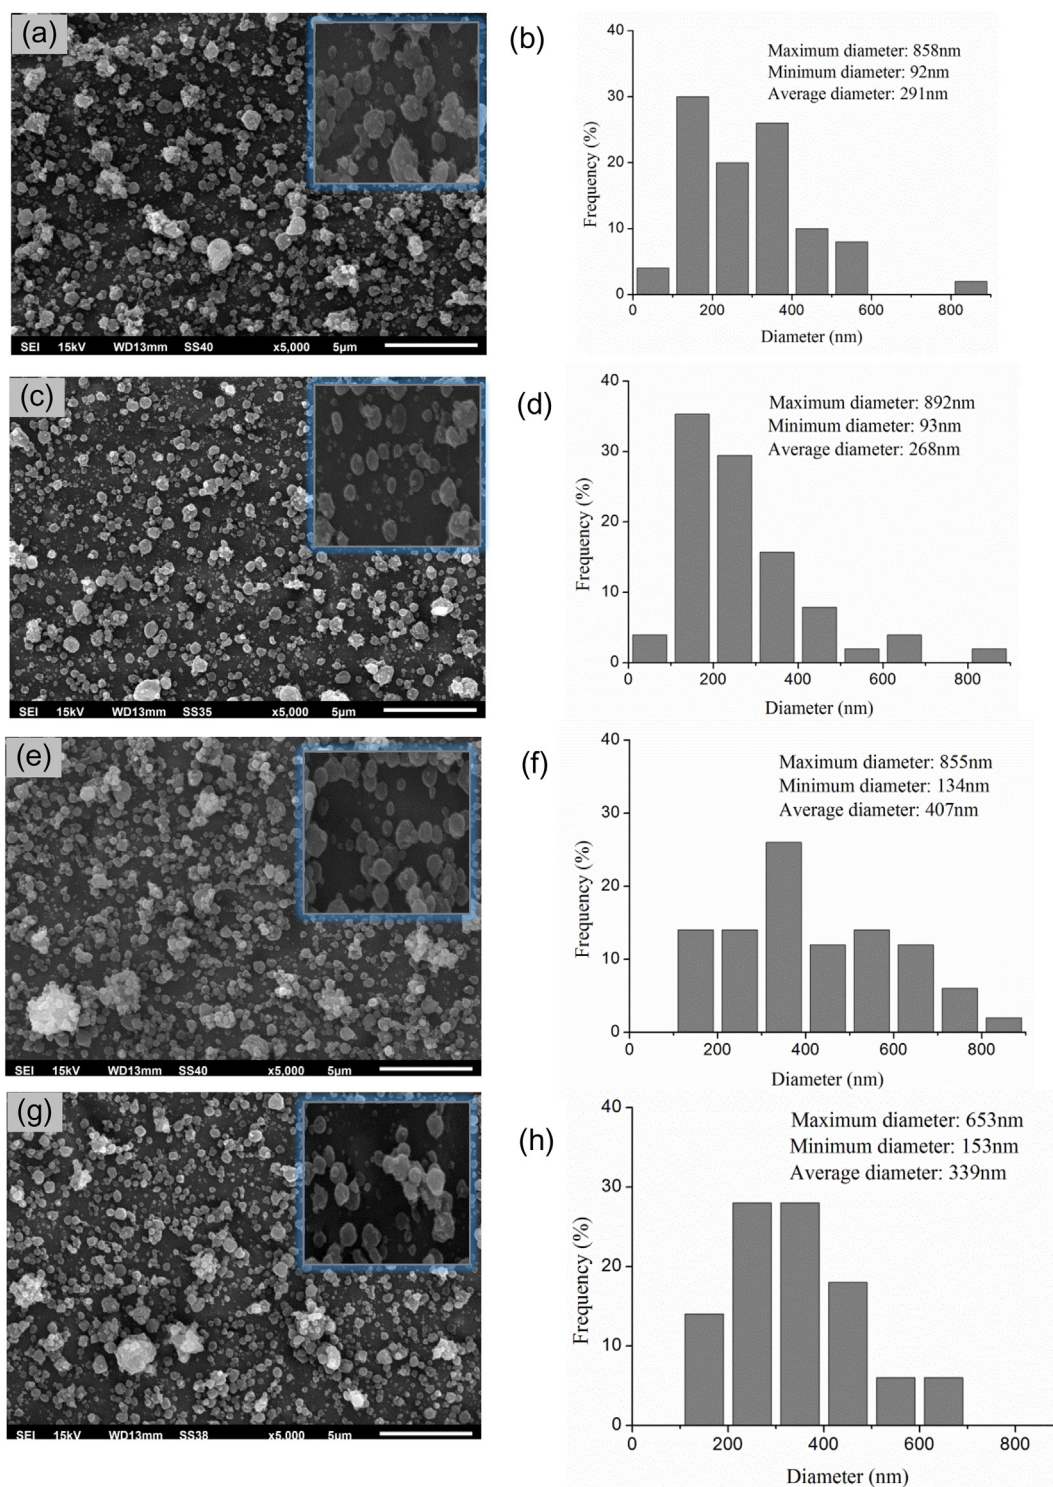 (a)
SEI 15kV WD13mm SS40 x5,000 5µm
(b)
40
30
20
10
0
Frequency (%)
Maximum diameter: 858nm
Minimum diameter: 92nm
Average diameter: 291nm
200 400 600 800
Diameter (nm)
(c)
SEI 15kV WD13mm SS35 x5,000 5µm
(d)
40
30
20
10
0
Frequency (%)
Maximum diameter: 892nm
Minimum diameter: 93nm
Average diameter: 268nm
0 200 400 600 800
Diameter (nm)
(e)
SEI 15kV WD13mm SS40 x5,000 5µm
(f)
40
30
20
10
0
Frequency (%)
Maximum diameter: 855nm
Minimum diameter: 134nm
Average diameter: 407nm
0 200 400 600 800
Diameter (nm)
(g)
SEI 15kV WD13mm SS38 x5,000 5µm
(h)
40
30
20
10
0
Frequency (%)
Maximum diameter: 653nm
Minimum diameter: 153nm
Average diameter: 339nm
0 200 400 600 800
Diameter (nm)